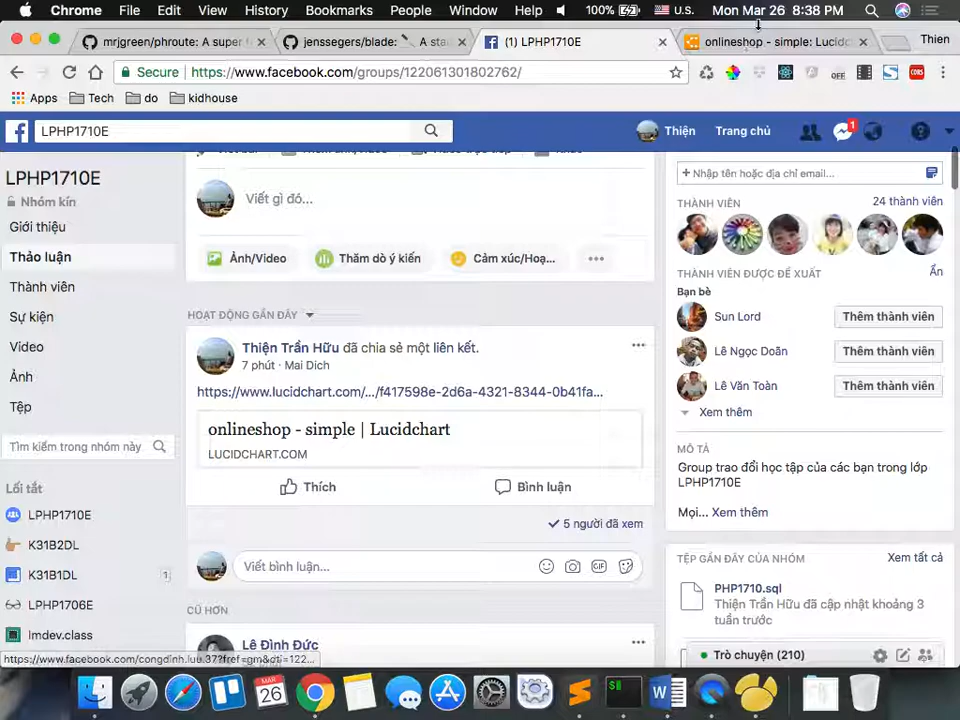 Chrome File Edit View History Bookmarks People Window Help 100% U.S. Mon Mar 26 8:38 PM
mrjgreen/phroute: A super f
jenssegers/blade: A sta
(1) LPHP1710E
onlineshop - simple: Lucidc
Thien
Secure https://www.facebook.com/groups/122061301802762/
OFF
CORS
Apps Tech do kidhouse
LPHP1710E
Thiện Trang chủ
1
LPHP1710E
Nhóm kín
Giới thiệu
Thảo luận
Thành viên
Sự kiện
Video
Ảnh
Tệp
Tìm kiếm trong nhóm này
Lối tắt
LPHP1710E
K31B2DL
K31B1DL 1
LPHP1706E
Imdev.class
Viết gì đó...
Ảnh/Video Thăm dò ý kiến Cảm xúc/Hoạ...
HOẠT ĐỘNG GẦN ĐÂY
Thiện Trần Hữu đã chia sẻ một liên kết.
7 phút · Mai Dich
https://www.lucidchart.com/.../f417598e-2d6a-4321-8344-0b41fa...
onlineshop - simple | Lucidchart
LUCIDCHART.COM
Thích Bình luận
5 người đã xem
Viết bình luận...
GIF
CŨ HƠN
Lê Đình Đức
+ Nhập tên hoặc địa chỉ email...
THÀNH VIÊN 24 thành viên
THÀNH VIÊN ĐƯỢC ĐỀ XUẤT Ẩn
Bạn bè
Sun Lord Thêm thành viên
Lê Ngọc Doãn Thêm thành viên
Lê Văn Toàn Thêm thành viên
Xem thêm
MÔ TẢ
Group trao đổi học tập của các bạn trong lớp
LPHP1710E
Mọi... Xem thêm
TỆP GẦN ĐÂY CỦA NHÓM Xem tất cả
PHP1710.sql
Thiện Trần Hữu đã cập nhật khoảng 3
tuần trước
Trò chuyện (210)
https://www.facebook.com/congdinh.luu.37?fref=gm&dti=122...
MAR
26